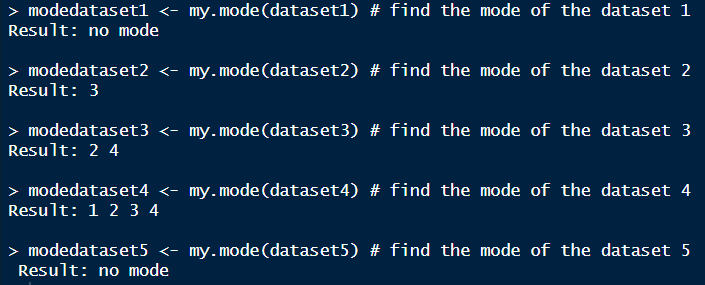 > modedataset1 <- my.mode(dataset1) # find the mode of the dataset 1
Result: no mode
> modedataset2 <- my.mode(dataset2) # find the mode of the dataset 2
Result: 3
> modedataset3 <- my.mode(dataset3) # find the mode of the dataset 3
Result: 2 4
> modedataset4 <- my.mode(dataset4) # find the mode of the dataset 4
Result: 1 2 3 4
> modedataset5 <- my.mode(dataset5) # find the mode of the dataset 5
Result: no mode